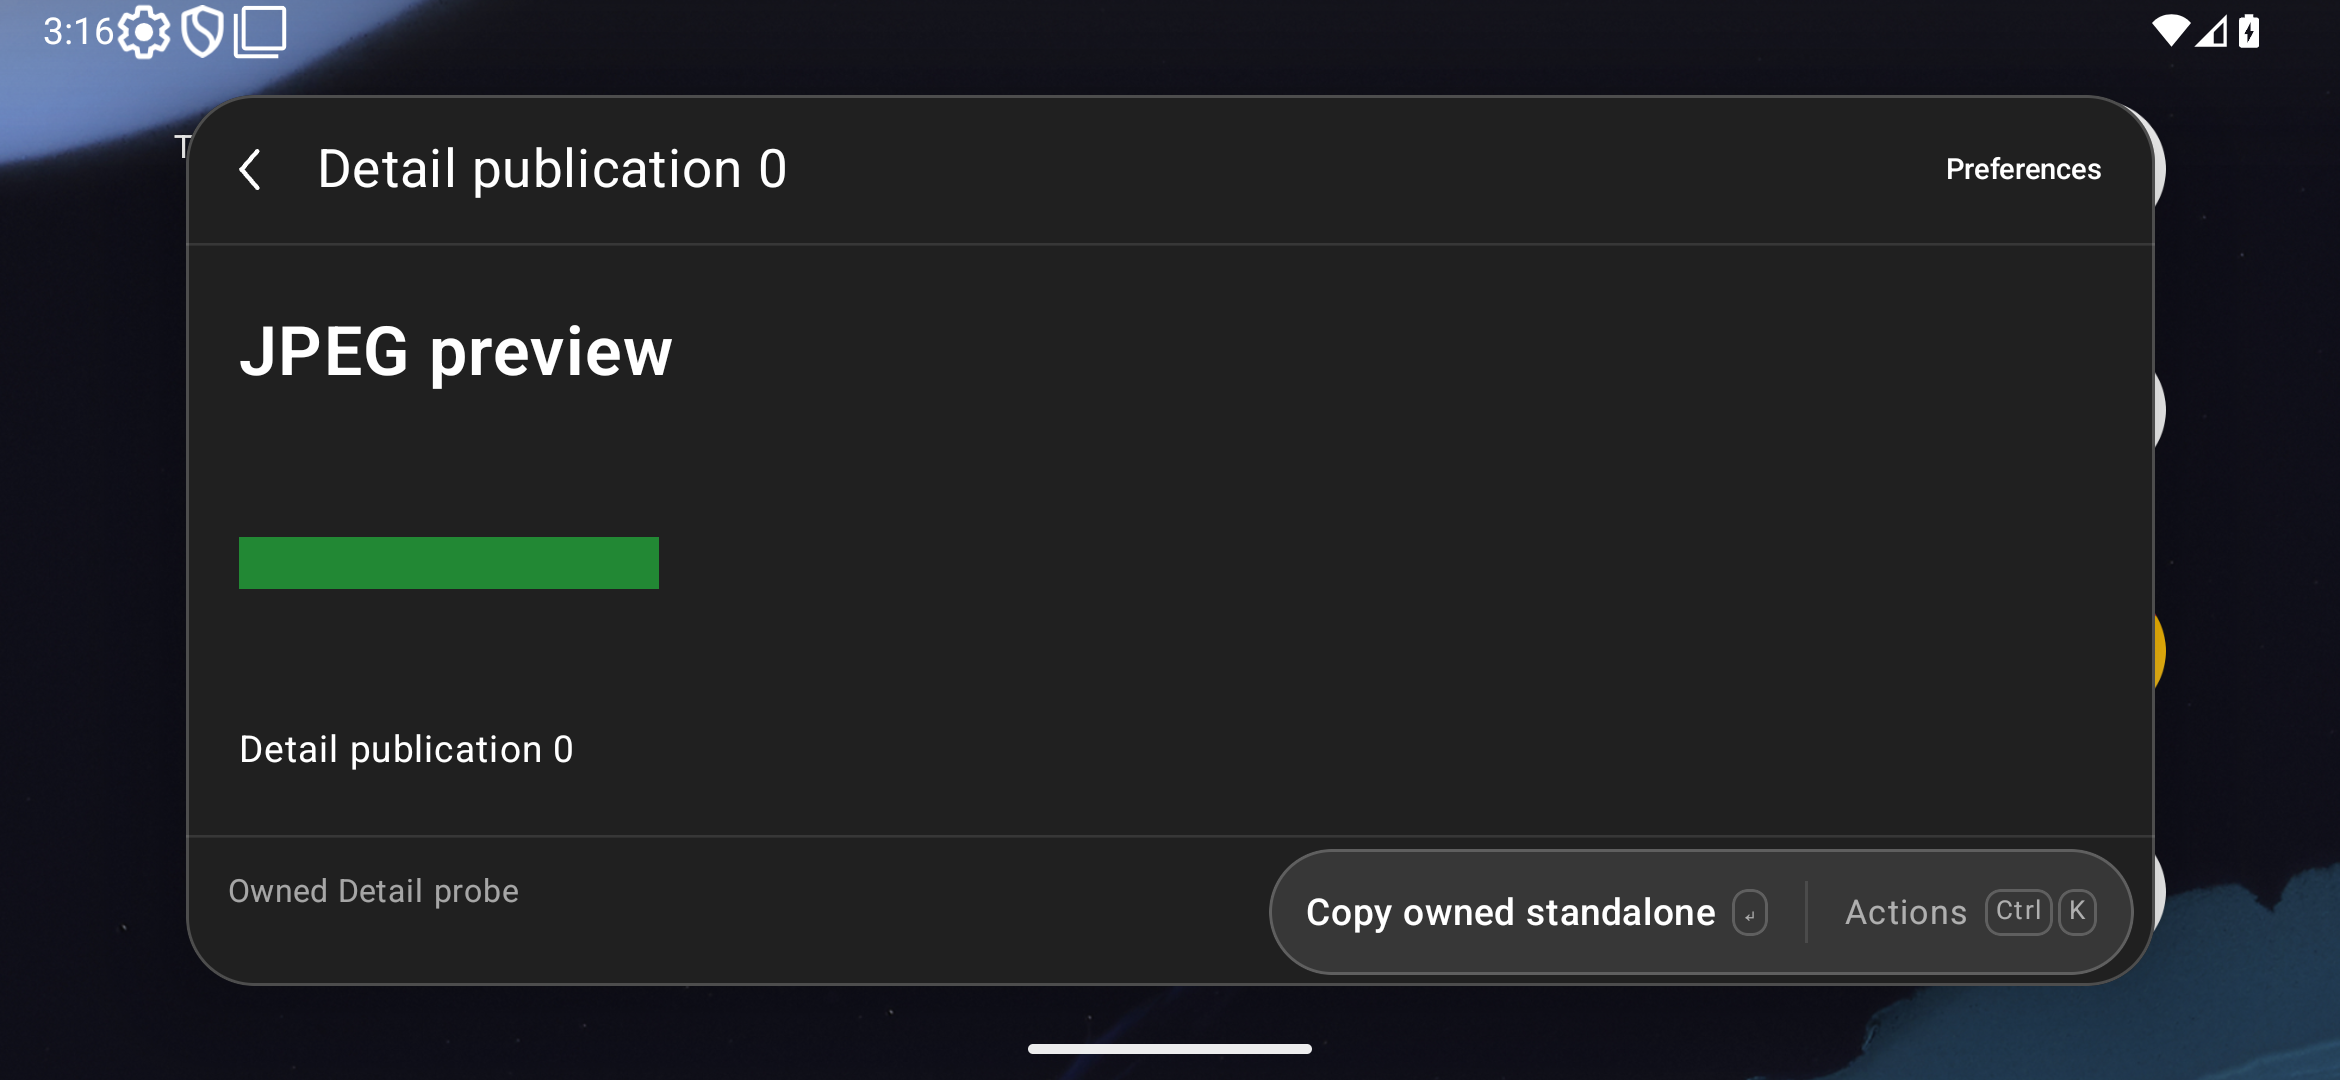 3:16
T
Detail publication 0
Preferences
JPEG preview
Detail publication 0
Owned Detail probe
Copy owned standalone ↵
Actions Ctrl K